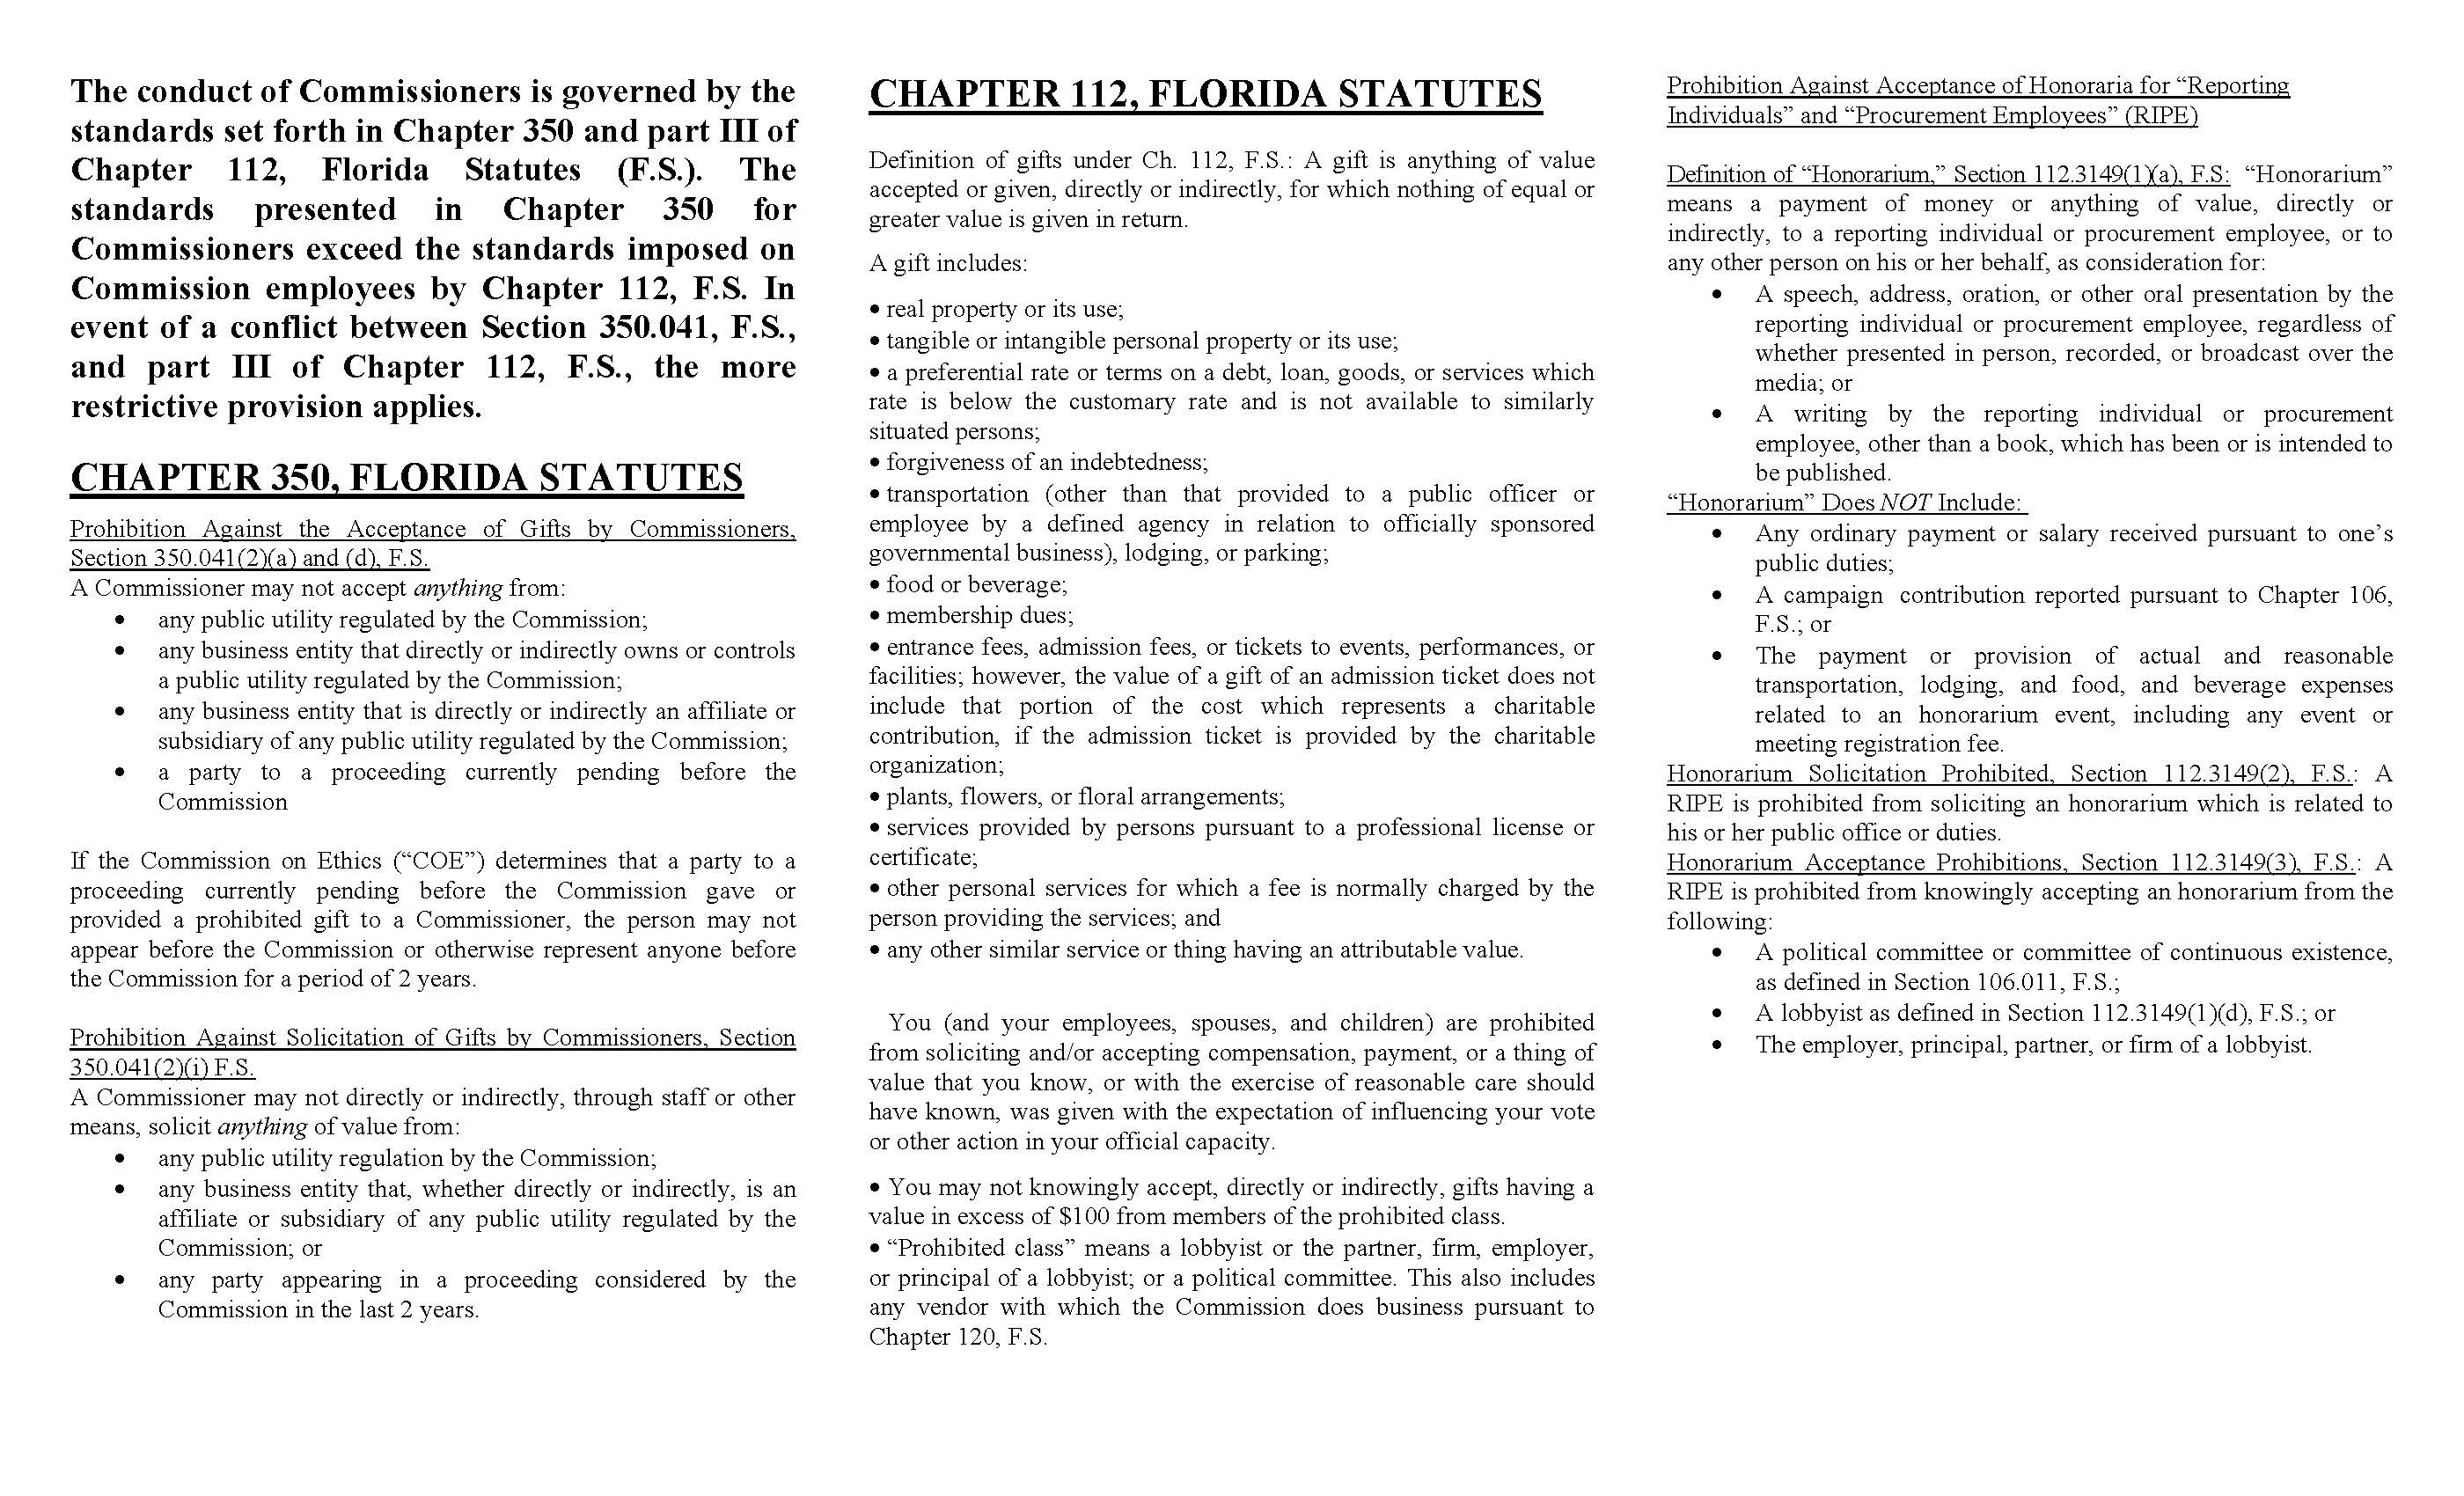 The conduct of Commissioners is governed by the
standards set forth in Chapter 350 and part III of
Chapter 112, Florida Statutes (F.S.). The
standards presented in Chapter 350 for
Commissioners exceed the standards imposed on
Commission employees by Chapter 112, F.S. In
event of a conflict between Section 350.041, F.S.,
and part III of Chapter 112, F.S., the more
restrictive provision applies.
CHAPTER 350, FLORIDA STATUTES
Prohibition Against the Acceptance of Gifts by Commissioners,
Section 350.041(2)(a) and (d), F.S.
A Commissioner may not accept anything from:
• any public utility regulated by the Commission;
• any business entity that directly or indirectly owns or controls
a public utility regulated by the Commission;
• any business entity that is directly or indirectly an affiliate or
subsidiary of any public utility regulated by the Commission;
• a party to a proceeding currently pending before the
Commission
If the Commission on Ethics (“COE”) determines that a party to a
proceeding currently pending before the Commission gave or
provided a prohibited gift to a Commissioner, the person may not
appear before the Commission or otherwise represent anyone before
the Commission for a period of 2 years.
Prohibition Against Solicitation of Gifts by Commissioners, Section
350.041(2)(i) F.S.
A Commissioner may not directly or indirectly, through staff or other
means, solicit anything of value from:
• any public utility regulation by the Commission;
• any business entity that, whether directly or indirectly, is an
affiliate or subsidiary of any public utility regulated by the
Commission; or
• any party appearing in a proceeding considered by the
Commission in the last 2 years.
CHAPTER 112, FLORIDA STATUTES
Definition of gifts under Ch. 112, F.S.: A gift is anything of value
accepted or given, directly or indirectly, for which nothing of equal or
greater value is given in return.
A gift includes:
• real property or its use;
• tangible or intangible personal property or its use;
• a preferential rate or terms on a debt, loan, goods, or services which
rate is below the customary rate and is not available to similarly
situated persons;
• forgiveness of an indebtedness;
• transportation (other than that provided to a public officer or
employee by a defined agency in relation to officially sponsored
governmental business), lodging, or parking;
• food or beverage;
• membership dues;
• entrance fees, admission fees, or tickets to events, performances, or
facilities; however, the value of a gift of an admission ticket does not
include that portion of the cost which represents a charitable
contribution, if the admission ticket is provided by the charitable
organization;
• plants, flowers, or floral arrangements;
• services provided by persons pursuant to a professional license or
certificate;
• other personal services for which a fee is normally charged by the
person providing the services; and
• any other similar service or thing having an attributable value.
You (and your employees, spouses, and children) are prohibited
from soliciting and/or accepting compensation, payment, or a thing of
value that you know, or with the exercise of reasonable care should
have known, was given with the expectation of influencing your vote
or other action in your official capacity.
• You may not knowingly accept, directly or indirectly, gifts having a
value in excess of $100 from members of the prohibited class.
• “Prohibited class” means a lobbyist or the partner, firm, employer,
or principal of a lobbyist; or a political committee. This also includes
any vendor with which the Commission does business pursuant to
Chapter 120, F.S.
Prohibition Against Acceptance of Honoraria for “Reporting
Individuals” and “Procurement Employees” (RIPE)
Definition of “Honorarium,” Section 112.3149(1)(a), F.S: “Honorarium”
means a payment of money or anything of value, directly or
indirectly, to a reporting individual or procurement employee, or to
any other person on his or her behalf, as consideration for:
• A speech, address, oration, or other oral presentation by the
reporting individual or procurement employee, regardless of
whether presented in person, recorded, or broadcast over the
media; or
• A writing by the reporting individual or procurement
employee, other than a book, which has been or is intended to
be published.
“Honorarium” Does NOT Include:
• Any ordinary payment or salary received pursuant to one’s
public duties;
• A campaign contribution reported pursuant to Chapter 106,
F.S.; or
• The payment or provision of actual and reasonable
transportation, lodging, and food, and beverage expenses
related to an honorarium event, including any event or
meeting registration fee.
Honorarium Solicitation Prohibited, Section 112.3149(2), F.S.: A
RIPE is prohibited from soliciting an honorarium which is related to
his or her public office or duties.
Honorarium Acceptance Prohibitions, Section 112.3149(3), F.S.: A
RIPE is prohibited from knowingly accepting an honorarium from the
following:
• A political committee or committee of continuous existence,
as defined in Section 106.011, F.S.;
• A lobbyist as defined in Section 112.3149(1)(d), F.S.; or
• The employer, principal, partner, or firm of a lobbyist.